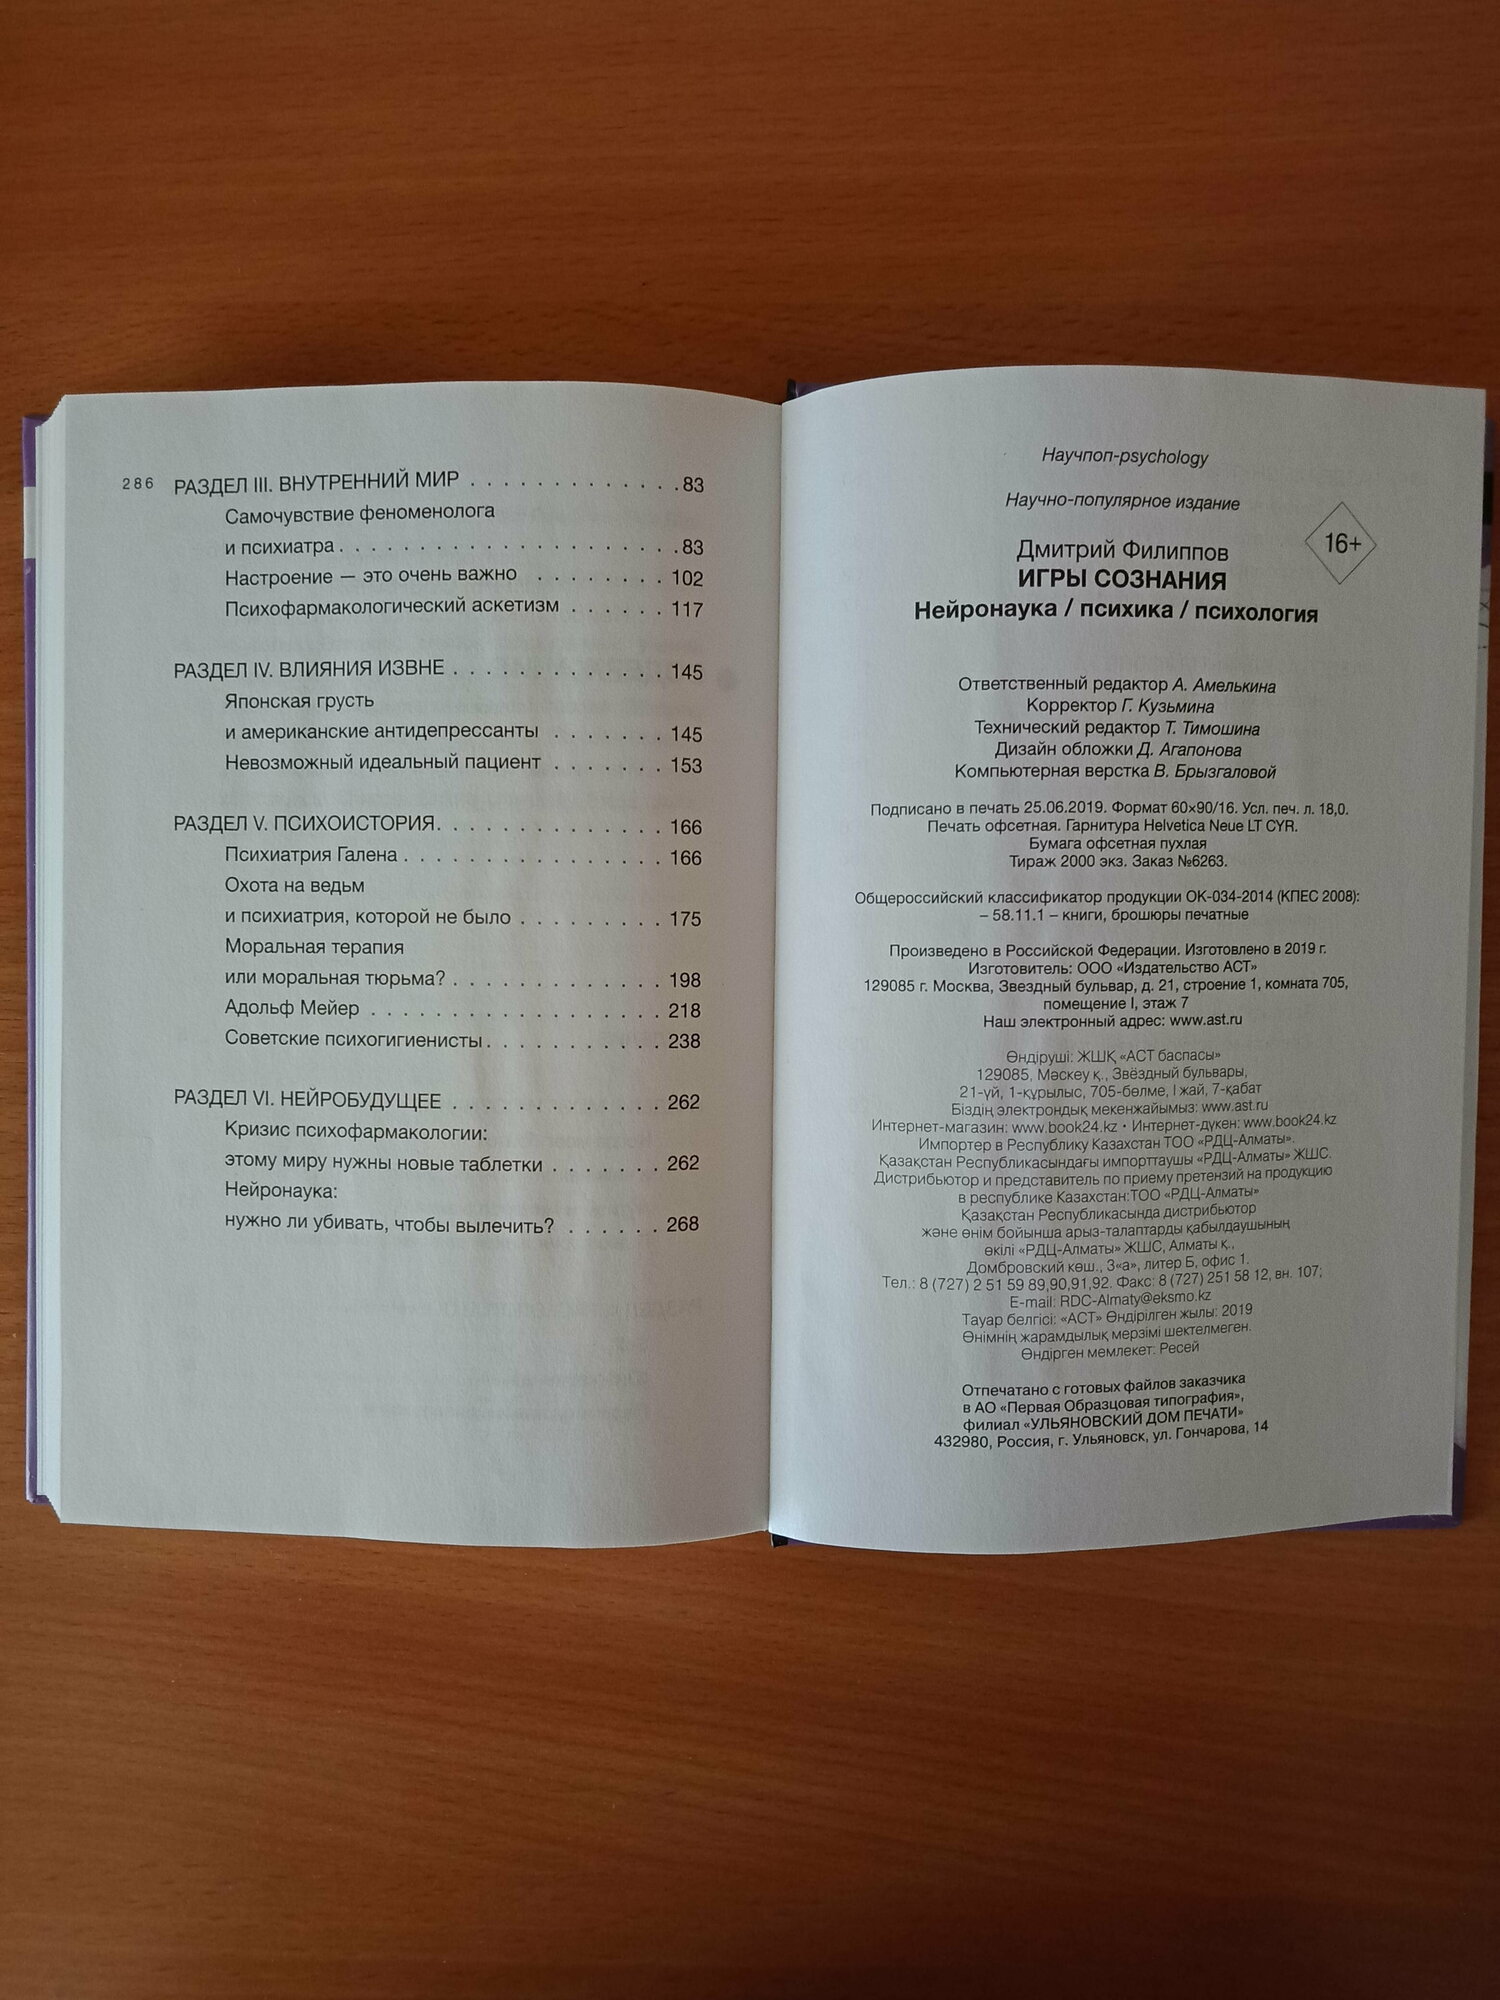 286
РАЗДЕЛ III. ВНУТРЕННИЙ МИР . . . . . . . . . . . . . 83
Самочувствие феноменолога
и психиатра . . . . . . . . . . . . . . . . . . . . . 83
Настроение — это очень важно . . . . . . . . 102
Психофармакологический аскетизм . . . . . . 117
РАЗДЕЛ IV. ВЛИЯНИЯ ИЗВНЕ . . . . . . . . . . . . . 145
Японская грусть
и американские антидепрессанты . . . . . . . 145
Невозможный идеальный пациент . . . . . . . 153
РАЗДЕЛ V. ПСИХОИСТОРИЯ . . . . . . . . . . . . . . 166
Психиатрия Галена . . . . . . . . . . . . . . . . 166
Охота на ведьм
и психиатрия, которой не было . . . . . . . . . 175
Моральная терапия
или моральная тюрьма? . . . . . . . . . . . . . 198
Адольф Мейер . . . . . . . . . . . . . . . . . . 218
Советские психогигиенисты . . . . . . . . . . . 238
РАЗДЕЛ VI. НЕЙРОБУДУЩЕЕ . . . . . . . . . . . . . 262
Кризис психофармакологии:
этому миру нужны новые таблетки . . . . . . . 262
Нейронаука:
нужно ли убивать, чтобы вылечить? . . . . . . 268
Научпоп-psychology
Научно-популярное издание
Дмитрий Филиппов
ИГРЫ СОЗНАНИЯ
Нейронаука / психика / психология
16+
Ответственный редактор А. Амелькина
Корректор Г. Кузьмина
Технический редактор Т. Тимошина
Дизайн обложки Д. Агапонова
Компьютерная верстка В. Брызгаловой
Подписано в печать 25.06.2019. Формат 60×90/16. Усл. печ. л. 18,0.
Печать офсетная. Гарнитура Helvetica Neue LT CYR.
Бумага офсетная пухлая
Тираж 2000 экз. Заказ №6263.
Общероссийский классификатор продукции ОК-034-2014 (КПЕС 2008):
– 58.11.1 – книги, брошюры печатные
Произведено в Российской Федерации. Изготовлено в 2019 г.
Изготовитель: ООО «Издательство АСТ»
129085 г. Москва, Звездный бульвар, д. 21, строение 1, комната 705,
помещение I, этаж 7
Наш электронный адрес: www.ast.ru
Өндіруші: ЖШҚ «АСТ баспасы»
129085, Мәскеу қ., Звёздный бульвары,
21-үй, 1-құрылыс, 705-бөлме, I жай, 7-қабат
Біздің электрондық мекенжайымыз: www.ast.ru
Интернет-магазин: www.book24.kz • Интернет-дүкен: www.book24.kz
Импортер в Республику Казахстан ТОО «РДЦ-Алматы».
Қазақстан Республикасындағы импорттаушы «РДЦ-Алматы» ЖШС.
Дистрибьютор и представитель по приему претензий на продукцию
в республике Казахстан:ТОО «РДЦ-Алматы»
Қазақстан Республикасында дистрибьютор
және өнім бойынша арыз-талаптарды қабылдаушының
өкілі «РДЦ-Алматы» ЖШС, Алматы қ.,
Домбровский көш., 3«а», литер Б, офис 1.
Тел.: 8 (727) 2 51 59 89,90,91,92. Факс: 8 (727) 251 58 12, вн. 107;
E-mail: RDC-Almaty@eksmo.kz
Тауар белгісі: «АСТ» Өндірілген жылы: 2019
Өнімнің жарамдылық мерзімі шектелмеген.
Өндірген мемлекет: Ресей
Отпечатано с готовых файлов заказчика
в АО «Первая Образцовая типография»,
филиал «УЛЬЯНОВСКИЙ ДОМ ПЕЧАТИ»
432980, Россия, г. Ульяновск, ул. Гончарова, 14